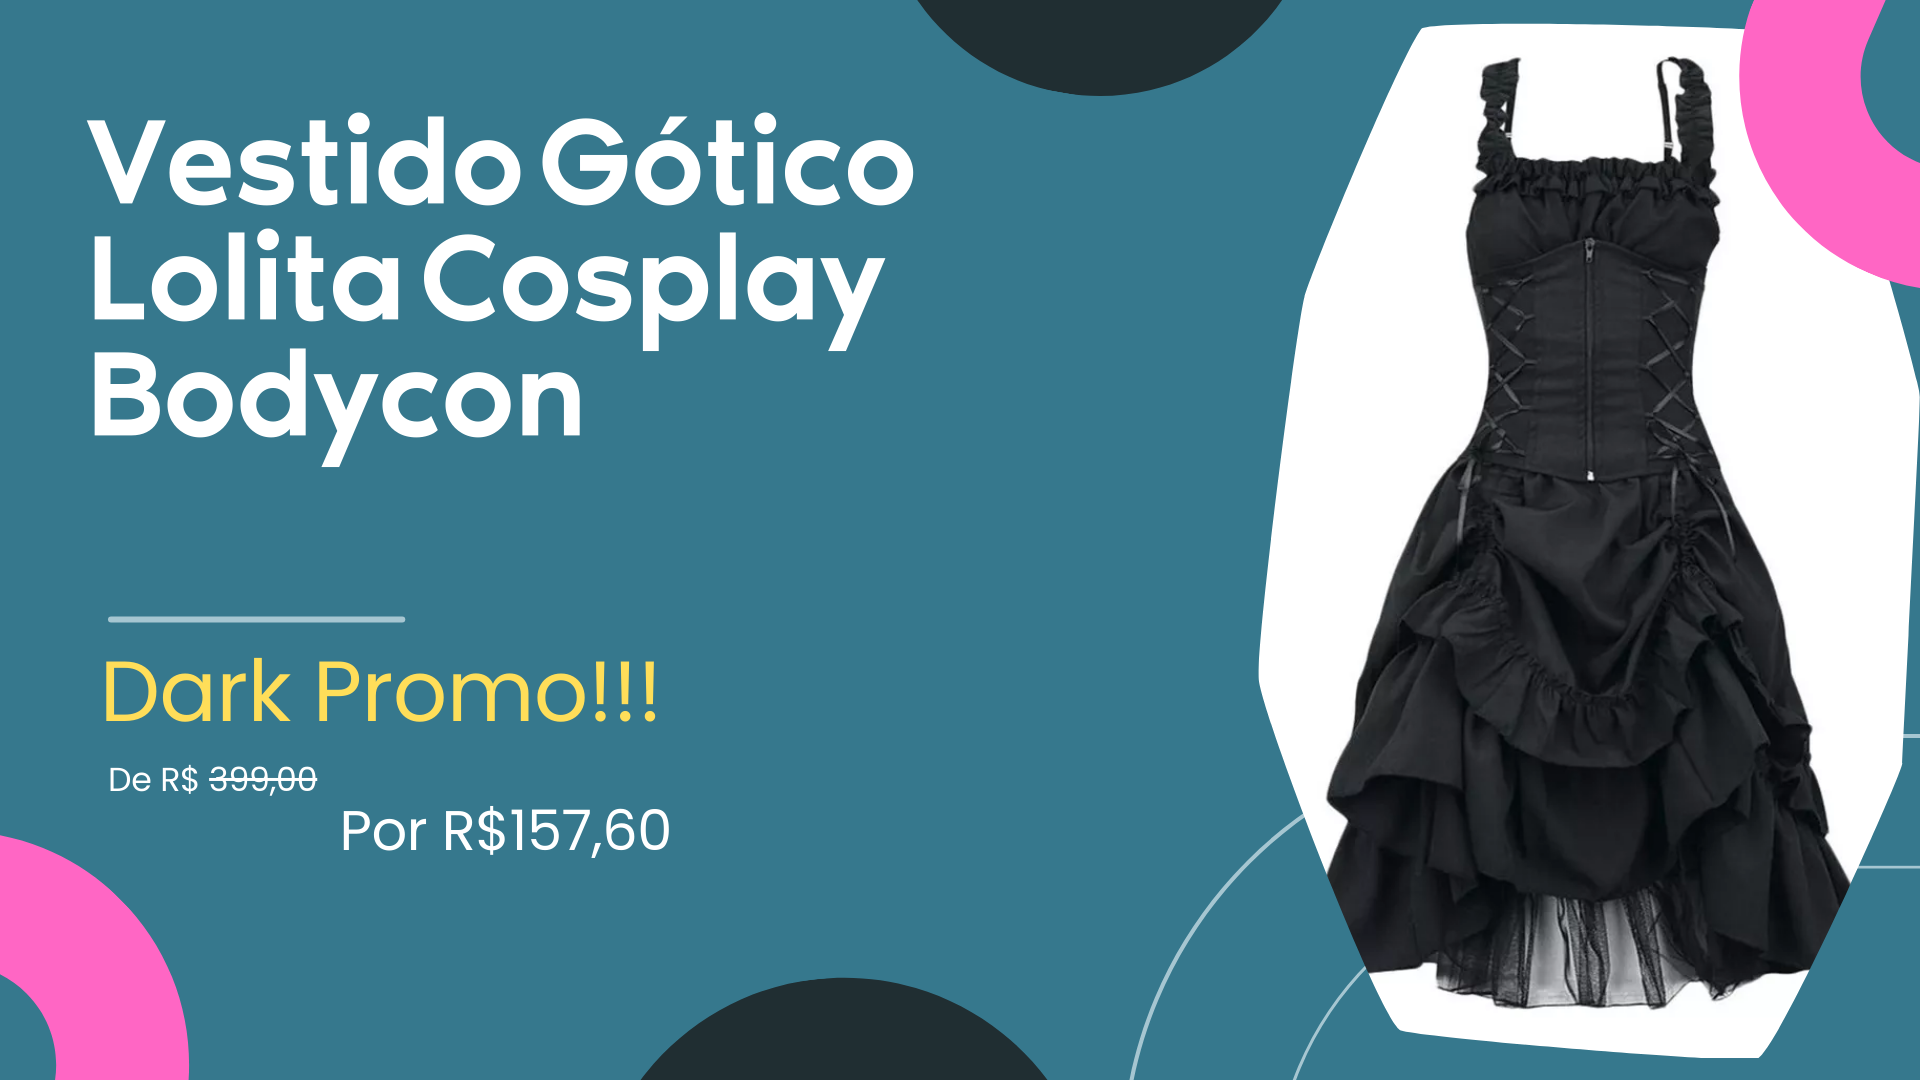 Vestido Gótico
Lolita Cosplay
Bodycon
Dark Promo!!!
De R$ 399,00
Por R$157,60